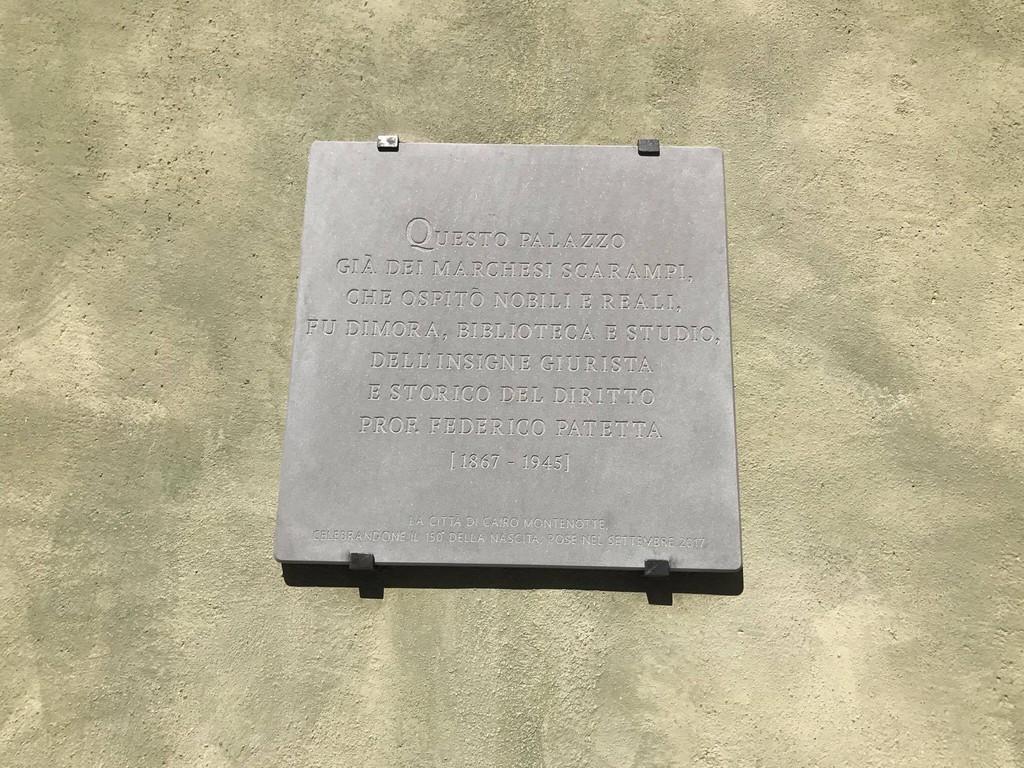 QUESTO PALAZZO
GIÀ DEI MARCHESI SCARAMPI,
CHE OSPITÒ NOBILI E REALI,
FU DIMORA, BIBLIOTECA E STUDIO,
DELL'INSIGNE GIURISTA
E STORICO DEL DIRITTO
PROF. FEDERICO PATETTA
[1867 - 1945]
LA CITTÀ DI CAIRO MONTENOTTE,
CELEBRANDONE IL 150° DELLA NASCITA, POSE NEL SETTEMBRE 2017